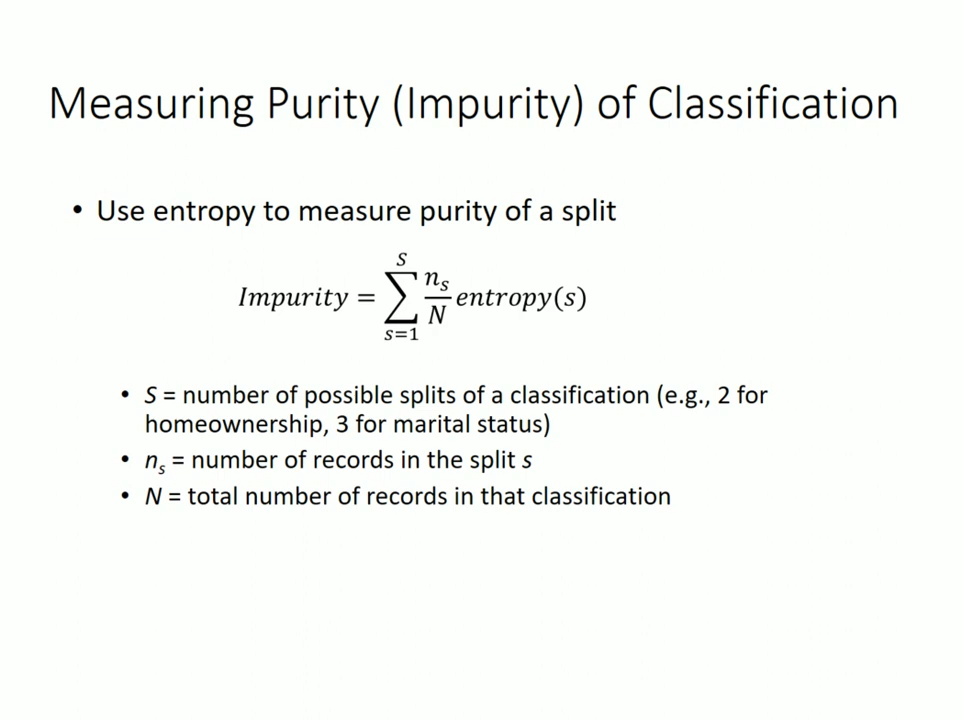 Measuring Purity (Impurity) of Classification
• Use entropy to measure purity of a split
$Impurity = \sum_{s=1}^{S} \frac{n_s}{N} entropy(s)$
• S = number of possible splits of a classification (e.g., 2 for
homeownership, 3 for marital status)
• n_s = number of records in the split s
• N = total number of records in that classification